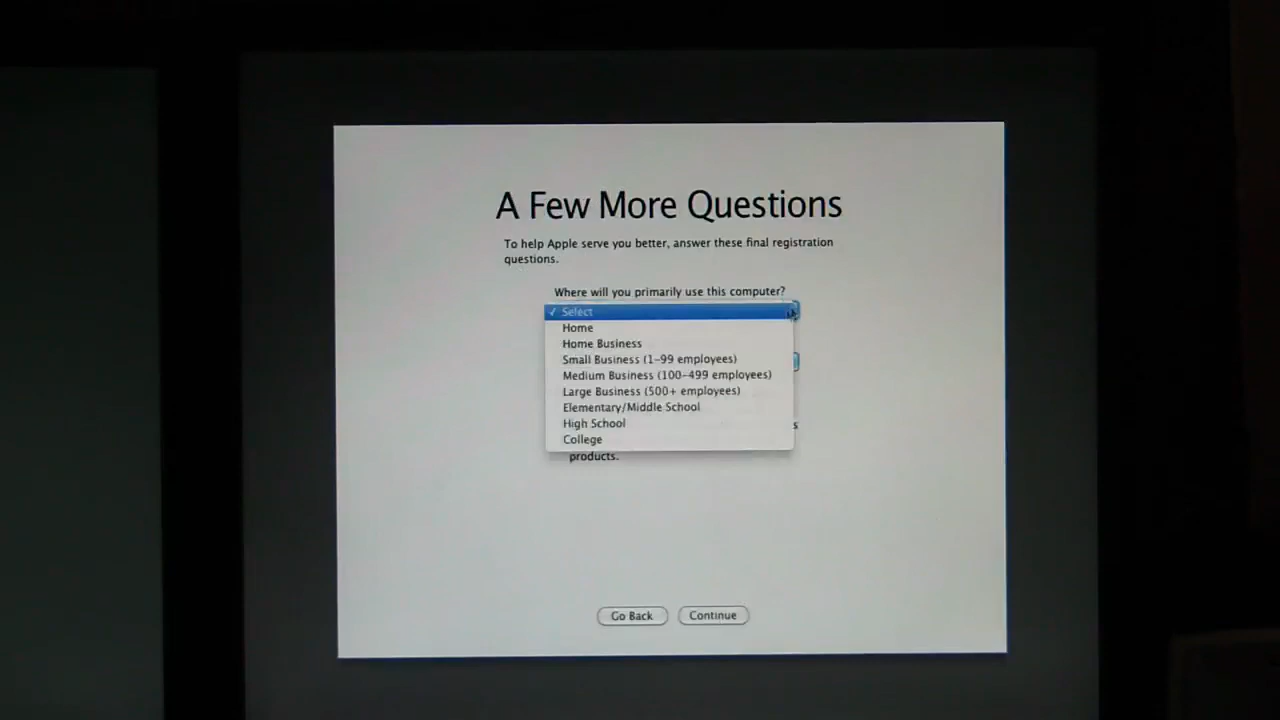 A Few More Questions
To help Apple serve you better, answer these final registration
questions.
Where will you primarily use this computer?
✓ Select
Home
Home Business
Small Business (1-99 employees)
Medium Business (100-499 employees)
Large Business (500+ employees)
Elementary/Middle School
High School
College
products.
Go Back
Continue